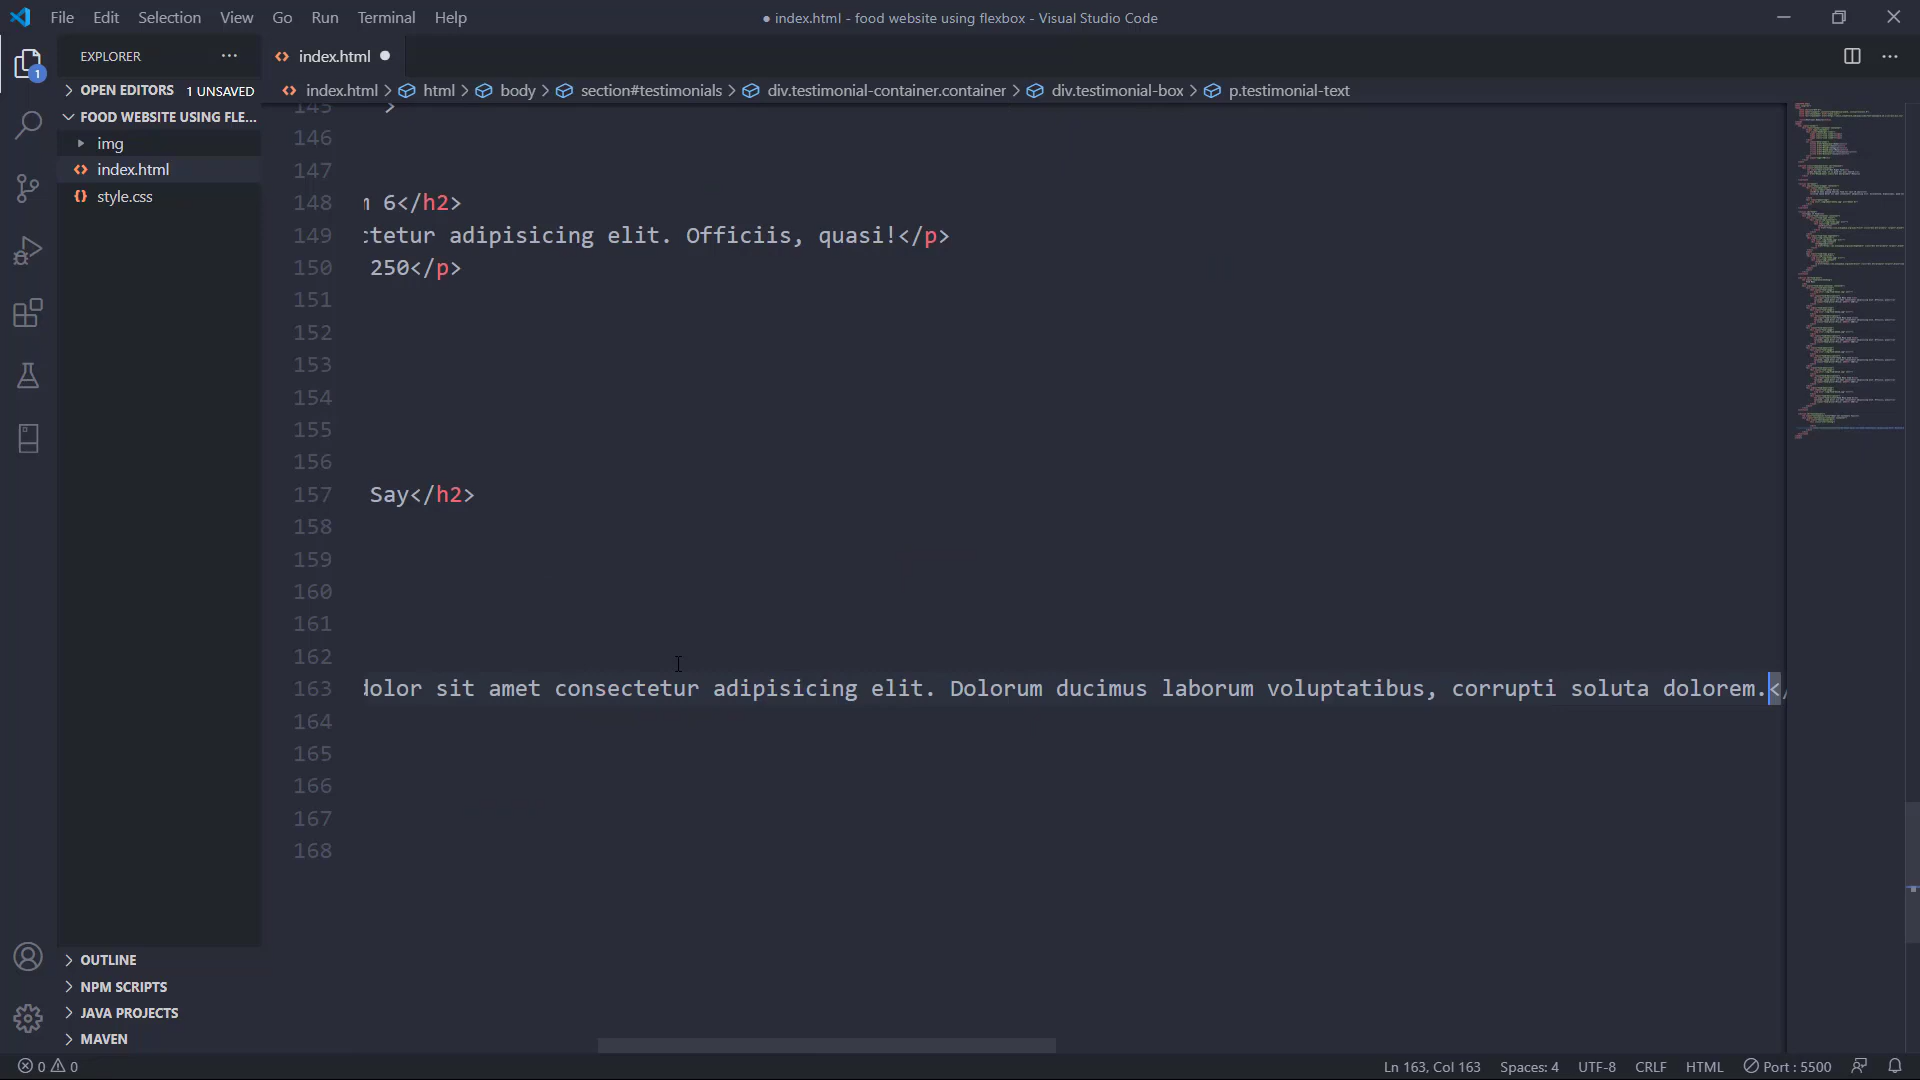 File Edit Selection View Go Run Terminal Help
● index.html - food website using flexbox - Visual Studio Code
EXPLORER
index.html
OPEN EDITORS 1 UNSAVED
index.html > html > body > section#testimonials > div.testimonial-container.container > div.testimonial-box > p.testimonial-text
FOOD WEBSITE USING FLE...
img
index.html
style.css
1
145 >
146
147
148 6</h2>
149 ctetur adipisicing elit. Officiis, quasi!</p>
150 250</p>
151
152
153
154
155
156
157 Say</h2>
158
159
160
161
162
163 dolor sit amet consectetur adipisicing elit. Dolorum ducimus laborum voluptatibus, corrupti soluta dolorem.</
164
165
166
167
168
OUTLINE
NPM SCRIPTS
JAVA PROJECTS
MAVEN
0 0
Ln 163, Col 163 Spaces: 4 UTF-8 CRLF HTML Port : 5500